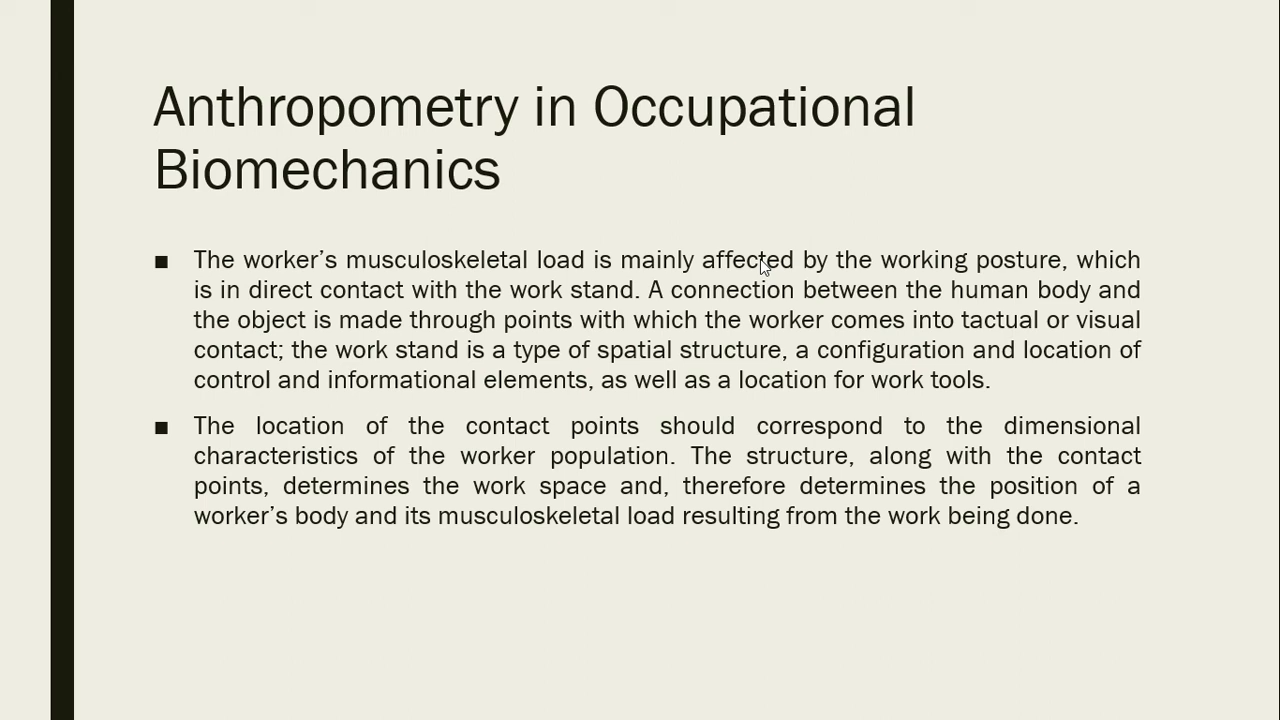 Anthropometry in Occupational
Biomechanics
▪ The worker’s musculoskeletal load is mainly affected by the working posture, which
is in direct contact with the work stand. A connection between the human body and
the object is made through points with which the worker comes into tactual or visual
contact; the work stand is a type of spatial structure, a configuration and location of
control and informational elements, as well as a location for work tools.
▪ The location of the contact points should correspond to the dimensional
characteristics of the worker population. The structure, along with the contact
points, determines the work space and, therefore determines the position of a
worker’s body and its musculoskeletal load resulting from the work being done.